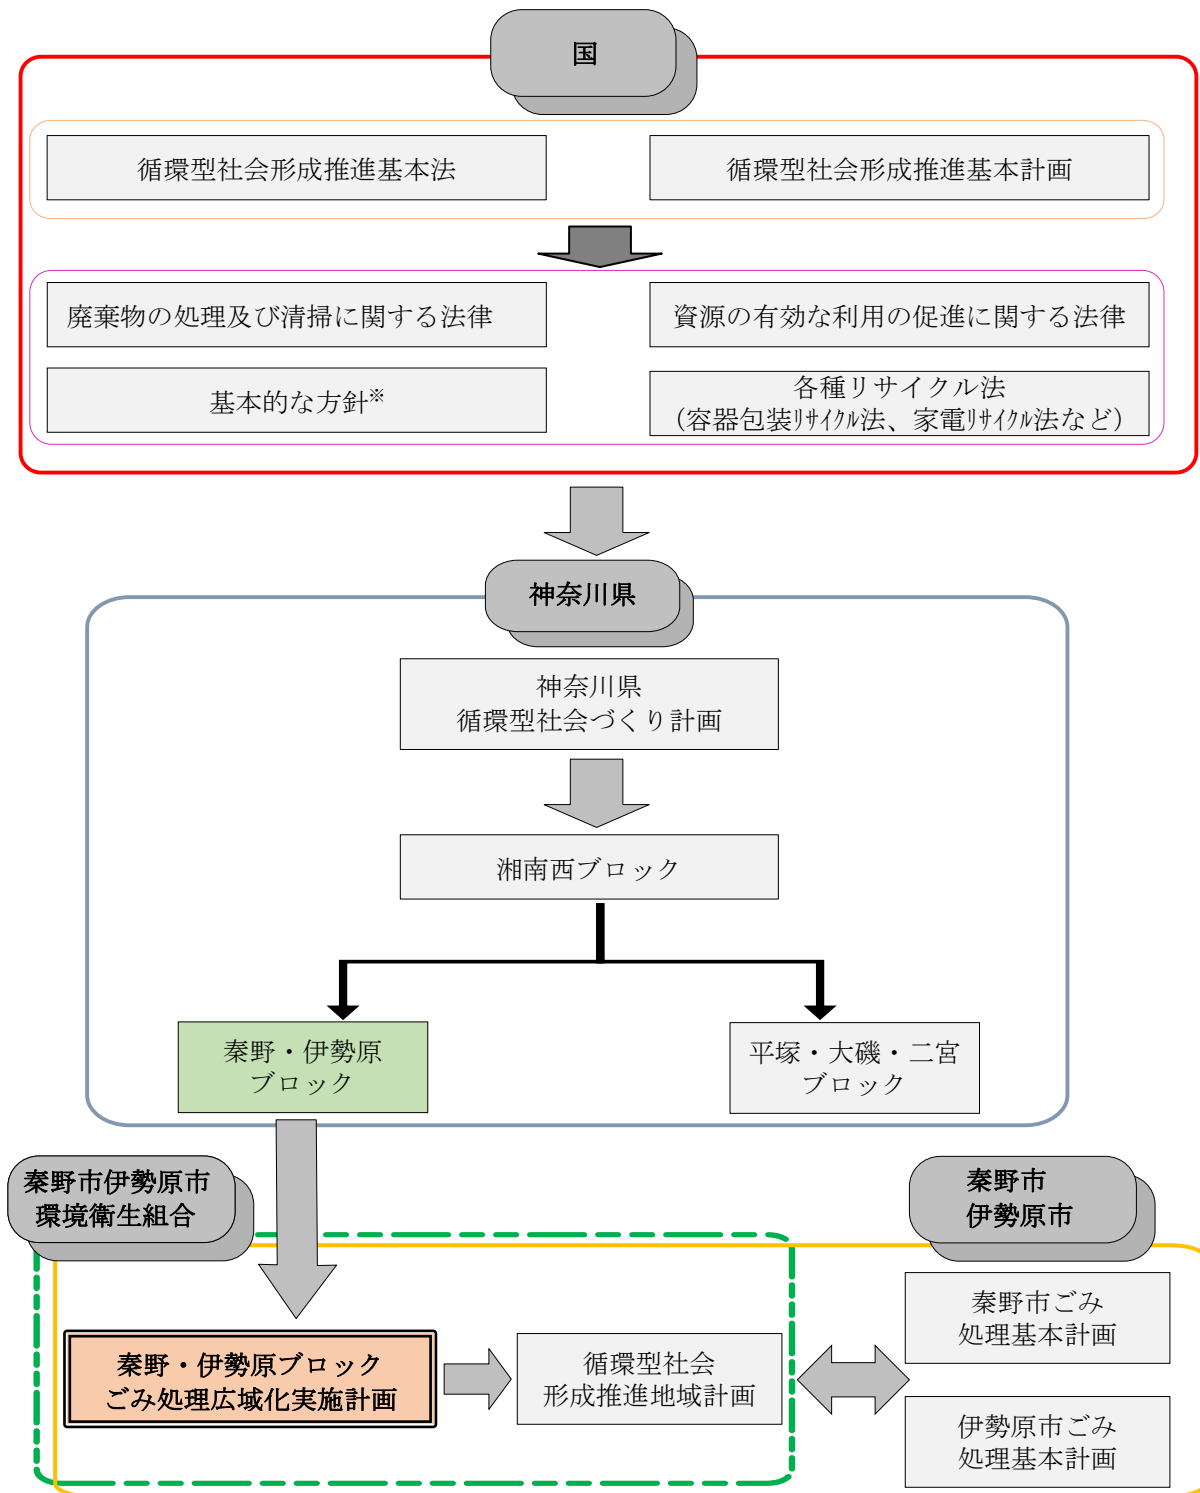 国
循環型社会形成推進基本法
循環型社会形成推進基本計画
廃棄物の処理及び清掃に関する法律
資源の有効な利用の促進に関する法律
基本的な方針※
各種リサイクル法
（容器包装ﾘｻｲｸﾙ法、家電ﾘｻｲｸﾙ法など）
神奈川県
神奈川県
循環型社会づくり計画
湘南西ブロック
秦野・伊勢原
ブロック
平塚・大磯・二宮
ブロック
秦野市伊勢原市
環境衛生組合
秦野市
伊勢原市
秦野・伊勢原ブロック
ごみ処理広域化実施計画
循環型社会
形成推進地域計画
秦野市ごみ
処理基本計画
伊勢原市ごみ
処理基本計画